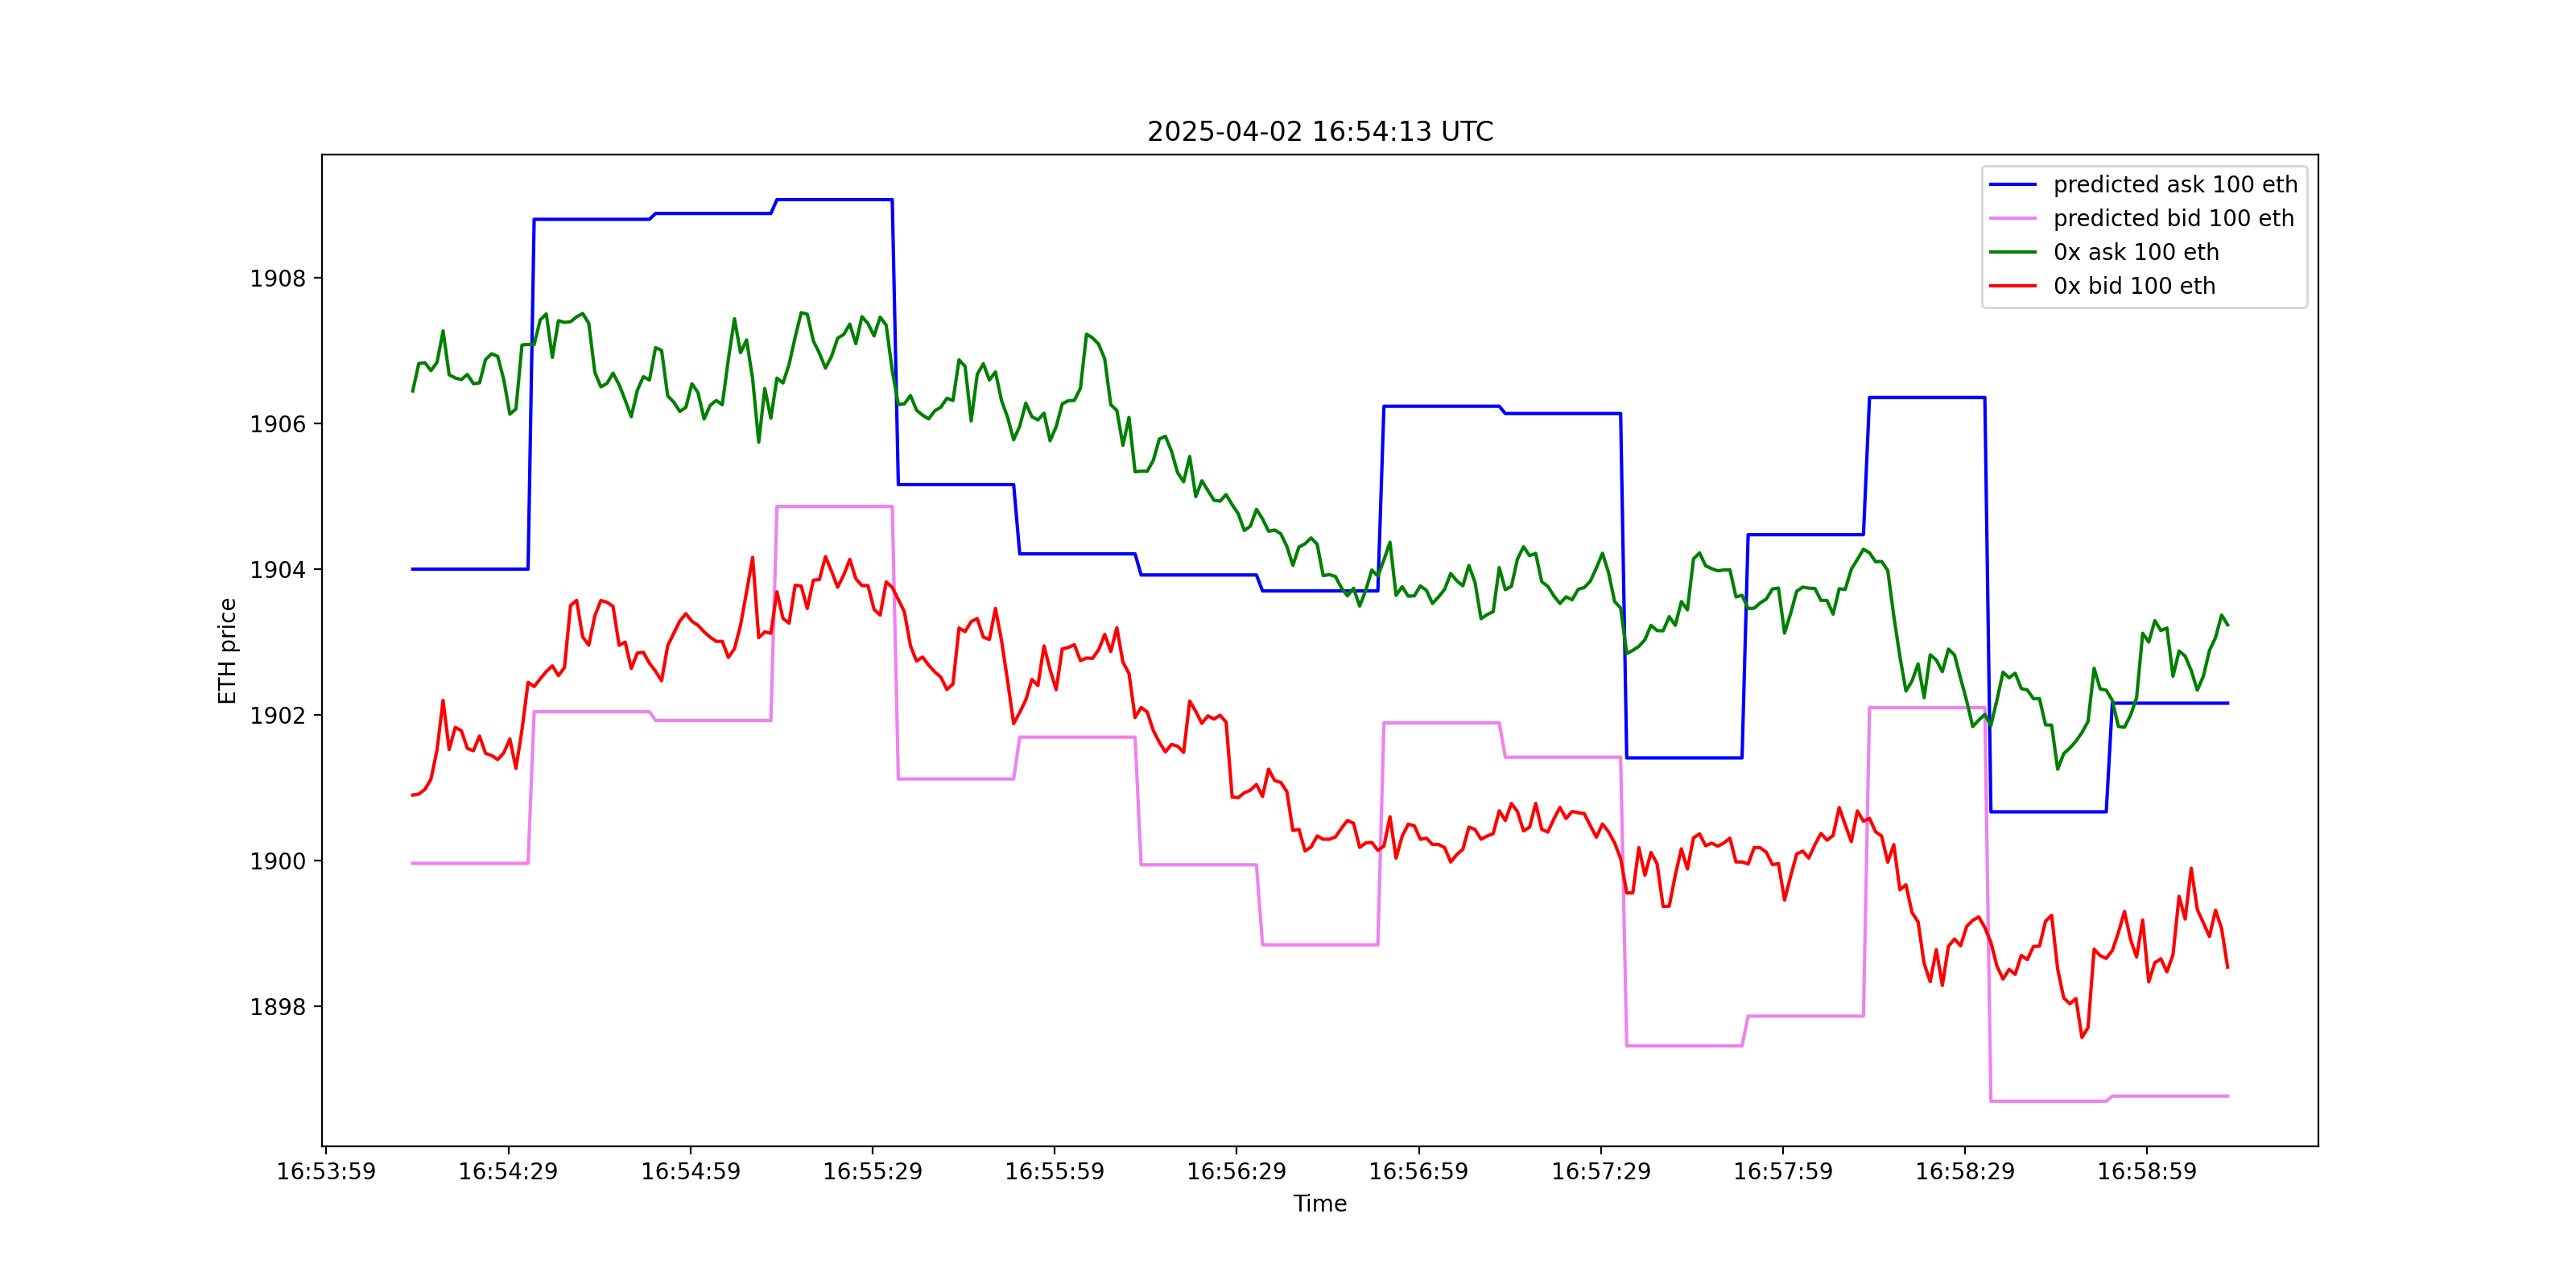 2025-04-02 16:54:13 UTC
predicted ask 100 eth
predicted bid 100 eth
0x ask 100 eth
0x bid 100 eth
ETH price
1908
1906
1904
1902
1900
1898
16:53:59 16:54:29 16:54:59 16:55:29 16:55:59 16:56:29 16:56:59 16:57:29 16:57:59 16:58:29 16:58:59
Time